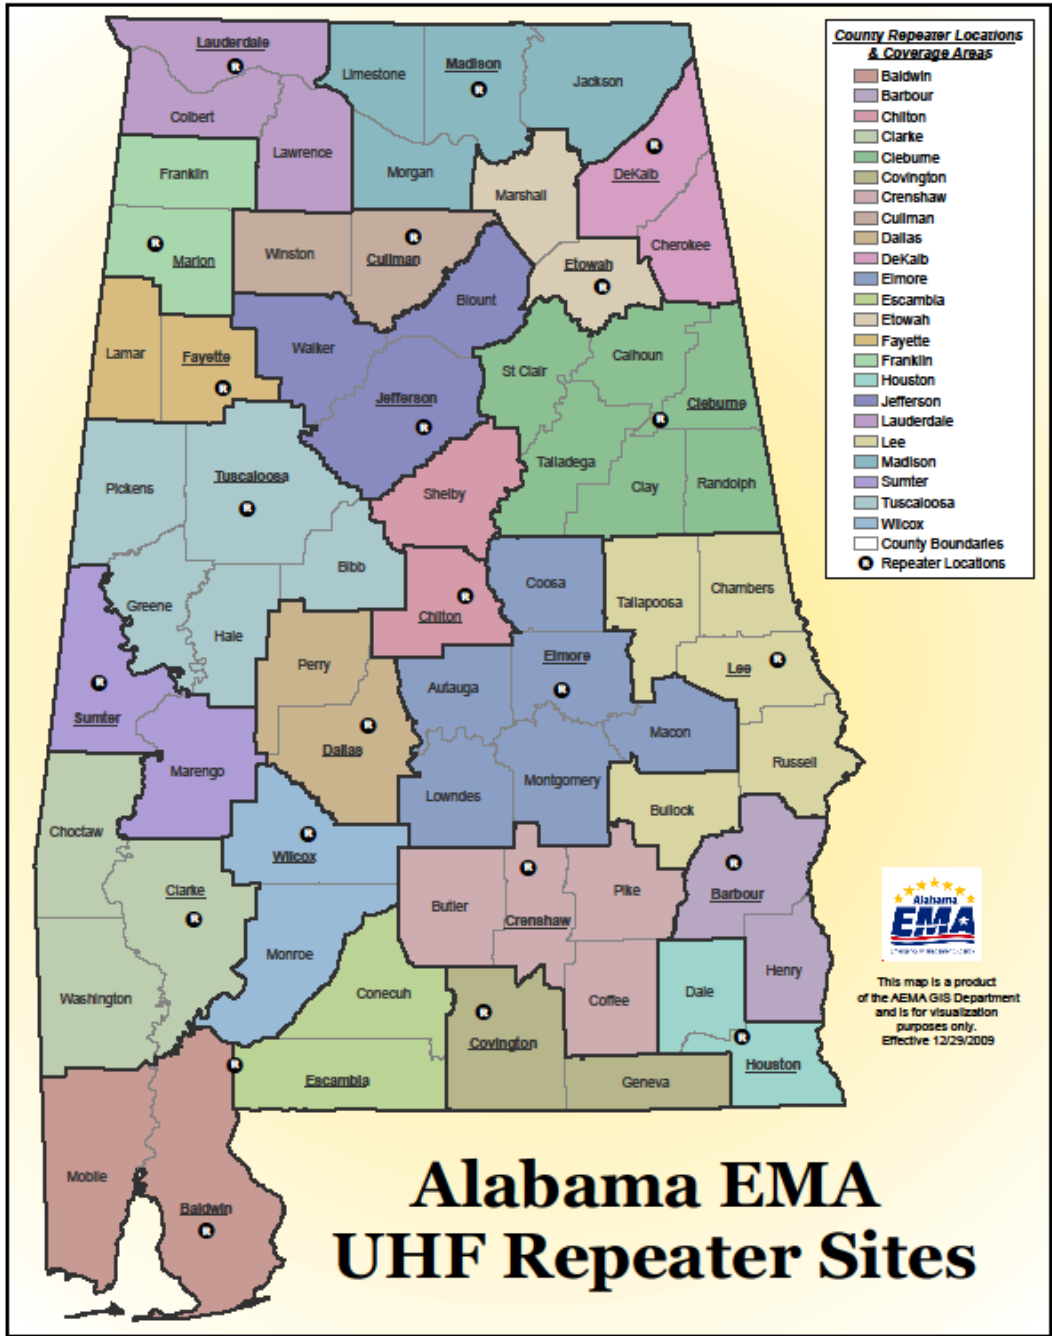 County Repeater Locations
& Coverage Areas
Baldwin
Barbour
Chilton
Clarke
Cleburne
Covington
Crenshaw
Cullman
Dallas
DeKalb
Elmore
Escambia
Etowah
Fayette
Franklin
Houston
Jefferson
Lauderdale
Lee
Madison
Sumter
Tuscaloosa
Wilcox
County Boundaries
R Repeater Locations
Lauderdale
R
Limestone
Madison
R
Jackson
Colbert
Lawrence
Franklin
Morgan
Marshall
R
DeKalb
Marion
R
Winston
R
Cullman
Cherokee
Etowah
R
Blount
Lamar
Fayette
R
Walker
Jefferson
R
St Clair
Calhoun
Cleburne
R
Talladega
Clay
Randolph
Pickens
Tuscaloosa
R
Shelby
Bibb
Greene
Hale
R
Chilton
Coosa
Tallapoosa
Chambers
Perry
Elmore
R
Lee
R
R
Sumter
Autauga
R
Dallas
Macon
Marengo
Lowndes
Montgomery
Russell
Bullock
Choctaw
R
Wilcox
R
Barbour
Clarke
R
Butler
R
Crenshaw
Pike
Monroe
Henry
Washington
Conecuh
R
Covington
Coffee
Dale
R
Houston
R
Escambia
Geneva
Mobile
Baldwin
R
Alabama
EMA
This map is a product
of the AEMA GIS Department
and is for visualization
purposes only.
Effective 12/29/2009
Alabama EMA
UHF Repeater Sites